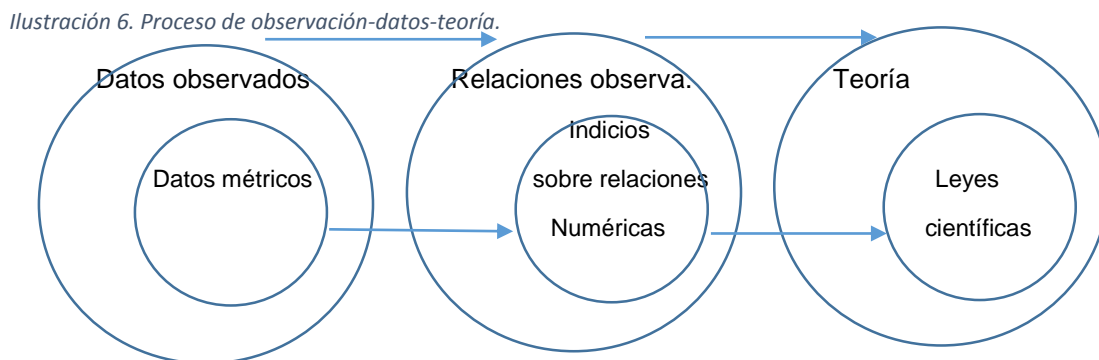 Ilustración 6. Proceso de observación-datos-teoría.
Datos observados
Datos métricos
Relaciones observa.
Indicios
sobre relaciones
Numéricas
Teoría
Leyes
científicas